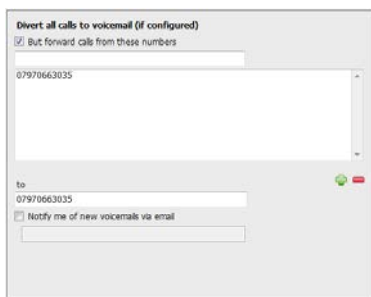 Divert all calls to voicemail (if configured)
But forward calls from these numbers
07970663035
to
07970663035
Notify me of new voicemails via email